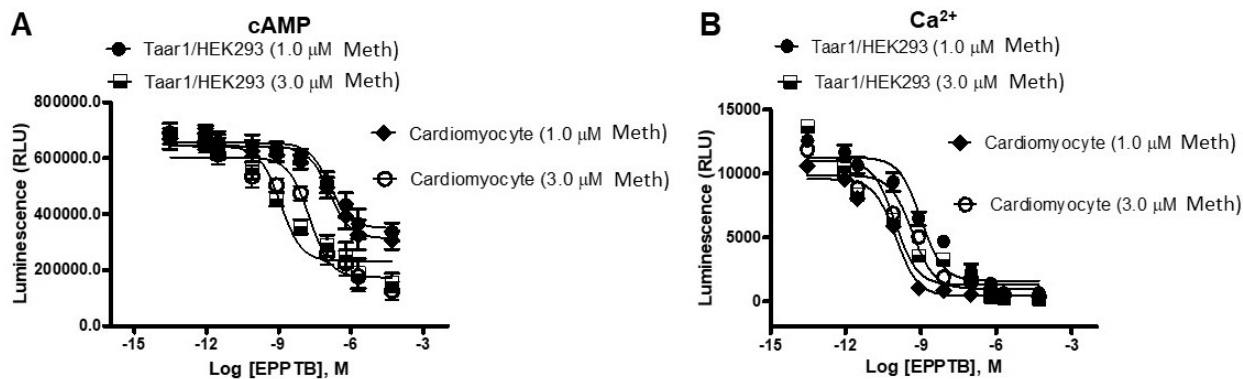 A
cAMP
Taar1/HEK293 (1.0 μM Meth)
Taar1/HEK293 (3.0 μM Meth)
Cardiomyocyte (1.0 μM Meth)
Cardiomyocyte (3.0 μM Meth)
Luminescence (RLU)
800000.0
600000.0
400000.0
200000.0
0.0
-15 -12 -9 -6 -3
Log [EPPTB], M
B
Ca²⁺
Taar1/HEK293 (1.0 μM Meth)
Taar1/HEK293 (3.0 μM Meth)
Cardiomyocyte (1.0 μM Meth)
Cardiomyocyte (3.0 μM Meth)
Luminescence (RLU)
15000
10000
5000
0
-15 -12 -9 -6 -3
Log [EPPTB], M